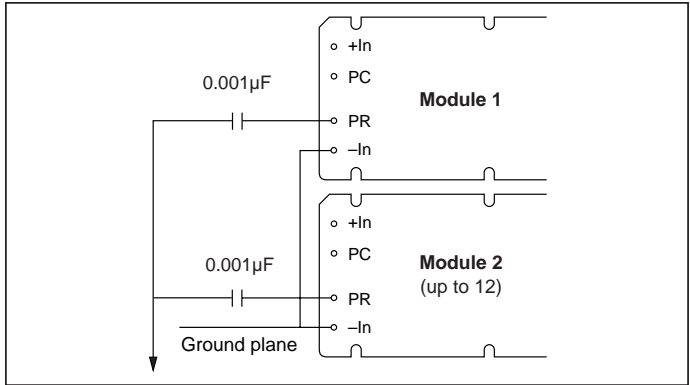 +In
PC
0.001µF
Module 1
PR
–In
+In
PC
0.001µF
Module 2
(up to 12)
PR
–In
Ground plane